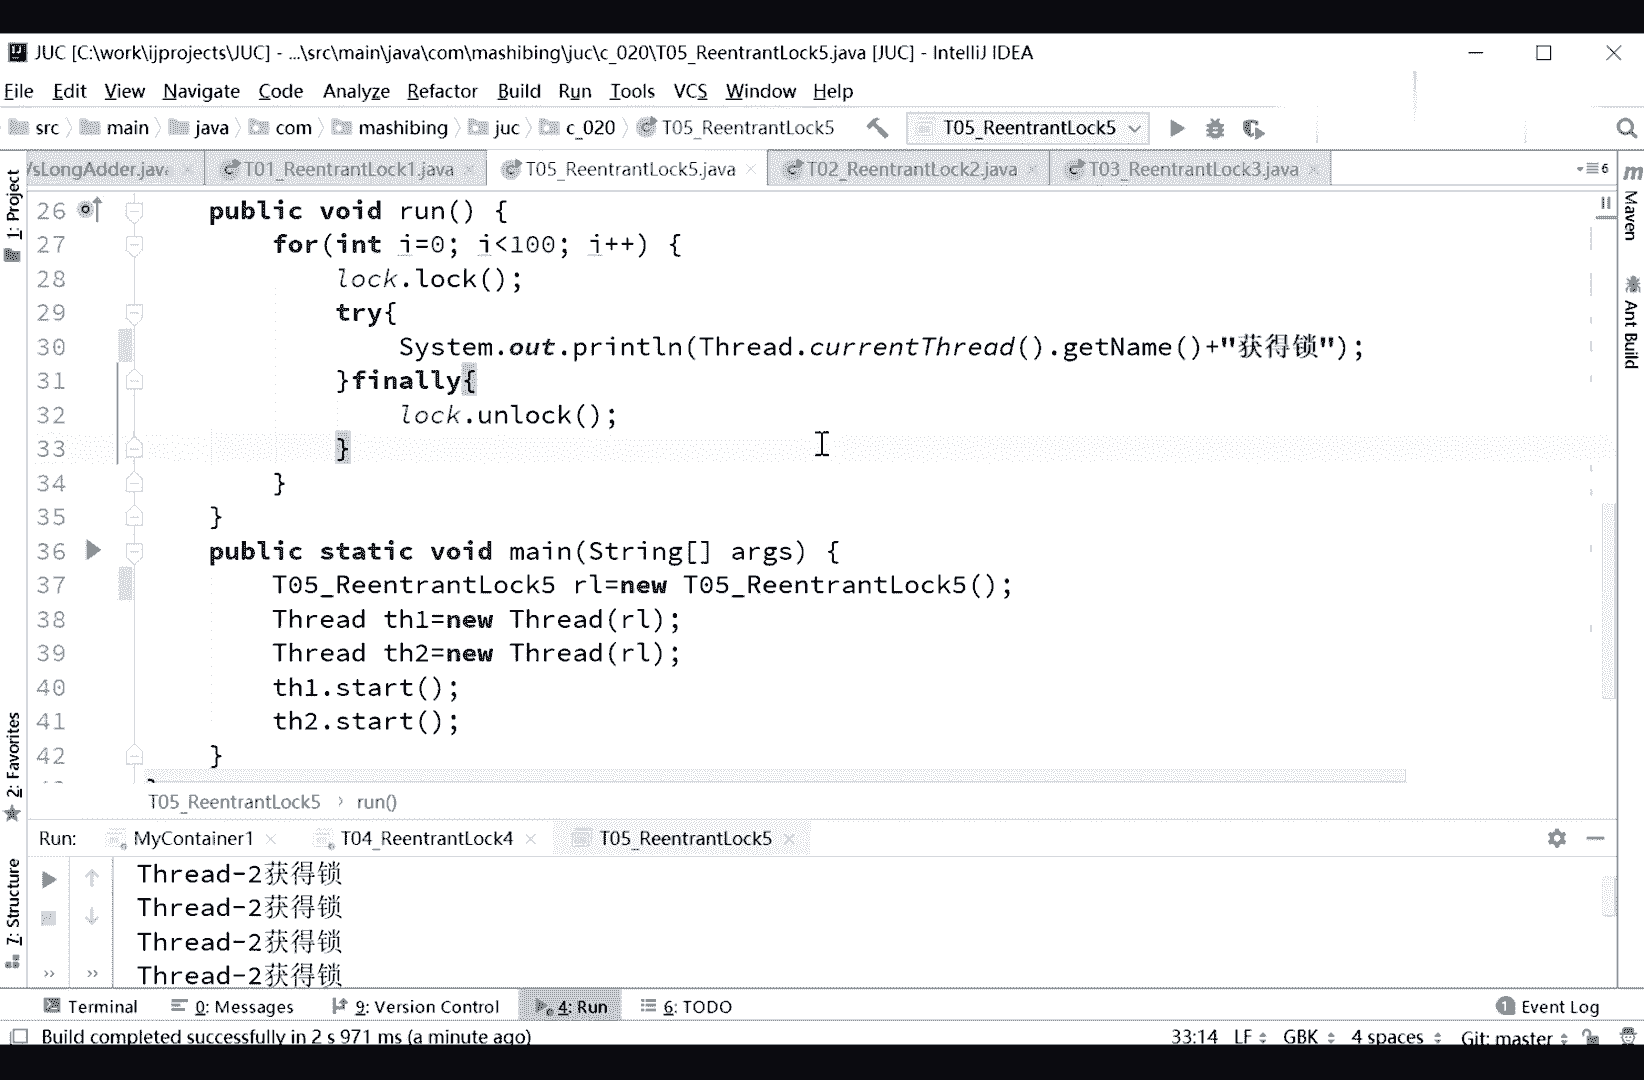 JUC [C:\work\ijprojects\JUC] - ...\src\main\java\com\mashibing\juc\c_020\T05_ReentrantLock5.java [JUC] - IntelliJ IDEA
File Edit View Navigate Code Analyze Refactor Build Run Tools VCS Window Help
src main java com mashibing juc c_020 T05_ReentrantLock5 T05_ReentrantLock5
/sLongAdder.java T01_ReentrantLock1.java T05_ReentrantLock5.java T02_ReentrantLock2.java T03_ReentrantLock3.java 6
1: Project
Maven
Ant Build
26 public void run() {
27 for(int i=0; i<100; i++) {
28 lock.lock();
29 try{
30 System.out.println(Thread.currentThread().getName()+"获得锁");
31 }finally{
32 lock.unlock();
33 }
34 }
35 }
36 public static void main(String[] args) {
37 T05_ReentrantLock5 rl=new T05_ReentrantLock5();
38 Thread th1=new Thread(rl);
39 Thread th2=new Thread(rl);
40 th1.start();
41 th2.start();
42 }
2: Favorites
7: Structure
T05_ReentrantLock5 › run()
Run: MyContainer1 T04_ReentrantLock4 T05_ReentrantLock5
Thread-2获得锁
Thread-2获得锁
Thread-2获得锁
Thread-2获得锁
Terminal 0: Messages 9: Version Control 4: Run 6: TODO 1 Event Log
Build completed successfully in 2 s 971 ms (a minute ago) 33:14 LF GBK 4 spaces Git: master